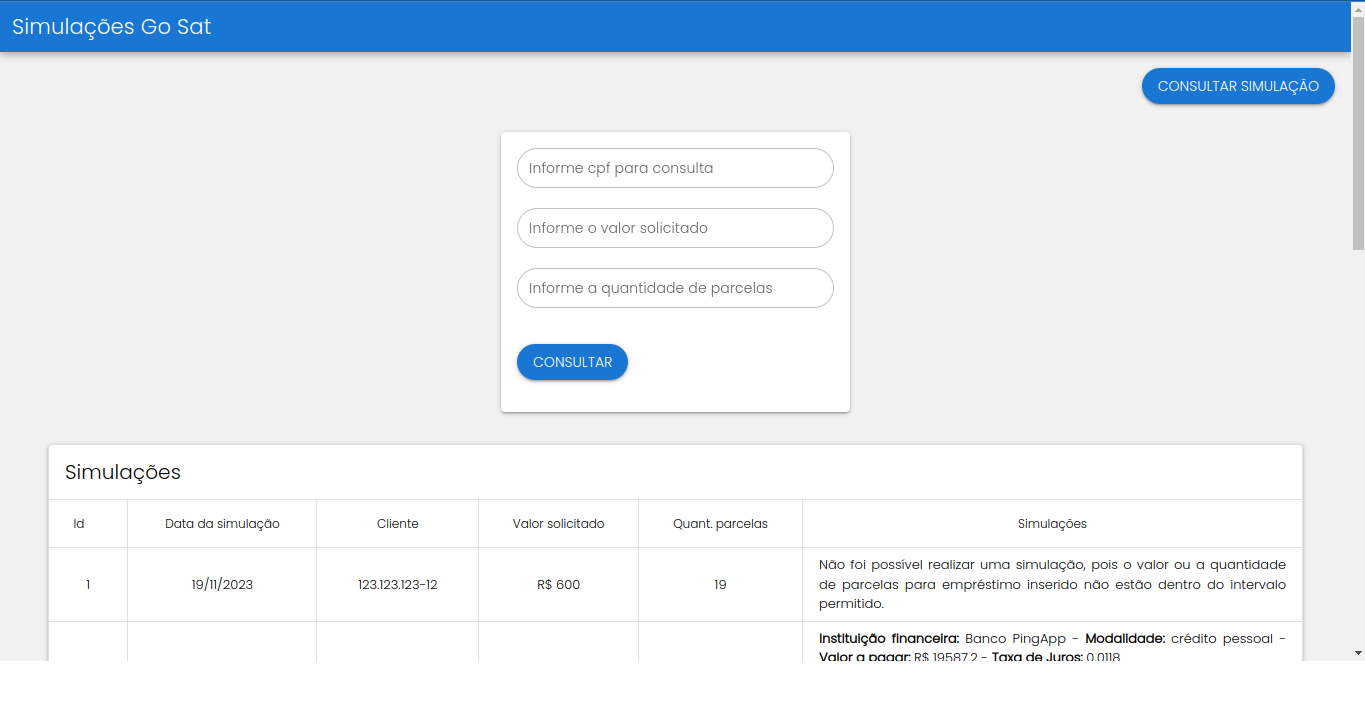 Simulações Go Sat
CONSULTAR SIMULAÇÃO
Informe cpf para consulta
Informe o valor solicitado
Informe a quantidade de parcelas
CONSULTAR
Simulações
Id Data da simulação Cliente Valor solicitado Quant. parcelas Simulações
1 19/11/2023 123.123.123-12 R$ 600 19
Não foi possível realizar uma simulação, pois o valor ou a quantidade
de parcelas para empréstimo inserido não estão dentro do intervalo
permitido.
Instituição financeira: Banco PingApp - Modalidade: crédito pessoal -
Valor a pagar: R$ 19587.2 - Taxa de Juros: 0.0118